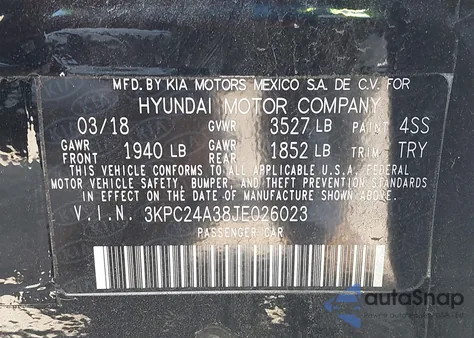 MFD. BY KIA MOTORS MEXICO S.A. DE C.V. FOR
HYUNDAI MOTOR COMPANY
03/18 GVWR 3527 LB PAINT 4SS
GAWR FRONT 1940 LB GAWR REAR 1852 LB TRIM TRY
THIS VEHICLE CONFORMS TO ALL APPLICABLE U.S.A. FEDERAL
MOTOR VEHICLE SAFETY, BUMPER, AND THEFT PREVENTION STANDARDS
IN EFFECT ON THE DATE OF MANUFACTURE SHOWN ABOVE.
V.I.N. 3KPC24A38JE026023
PASSENGER CAR
autoSnap